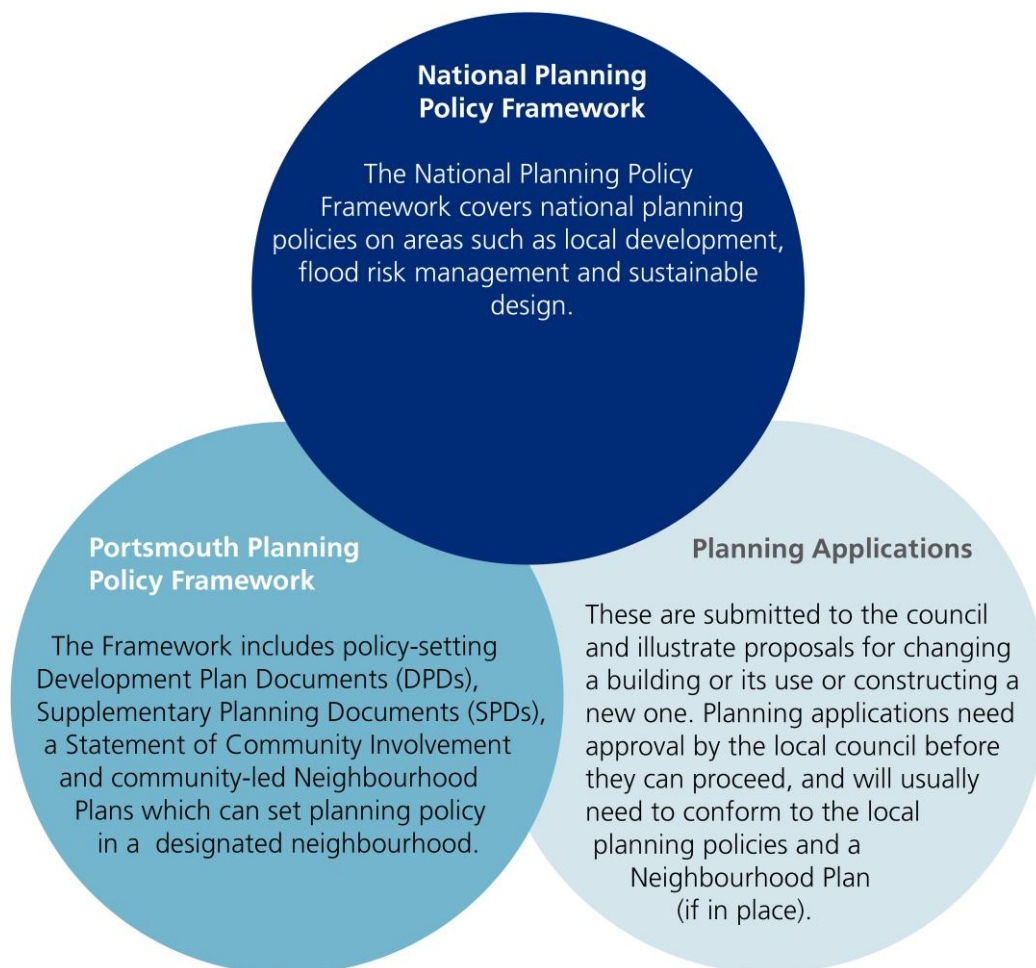 National Planning
Policy Framework
The National Planning Policy
Framework covers national planning
policies on areas such as local development,
flood risk management and sustainable
design.
Portsmouth Planning
Policy Framework
The Framework includes policy-setting
Development Plan Documents (DPDs),
Supplementary Planning Documents (SPDs),
a Statement of Community Involvement
and community-led Neighbourhood
Plans which can set planning policy
in a designated neighbourhood.
Planning Applications
These are submitted to the council
and illustrate proposals for changing
a building or its use or constructing a
new one. Planning applications need
approval by the local council before
they can proceed, and will usually
need to conform to the local
planning policies and a
Neighbourhood Plan
(if in place).